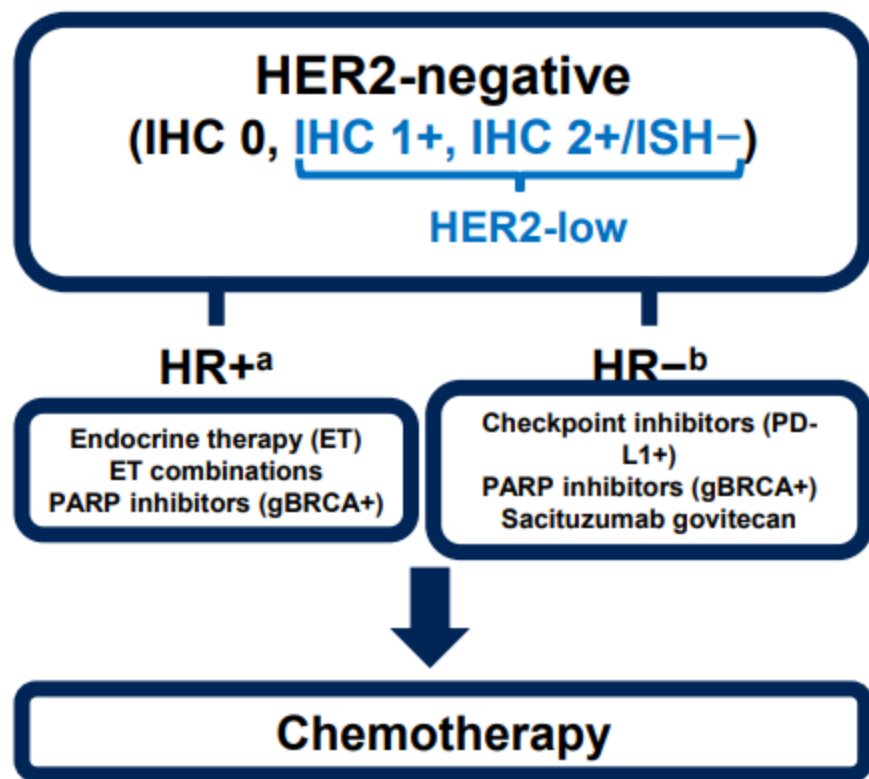 HER2-negative
(IHC 0, IHC 1+, IHC 2+/ISH−)
HER2-low
HR+ᵃ
HR−ᵇ
Endocrine therapy (ET)
ET combinations
PARP inhibitors (gBRCA+)
Checkpoint inhibitors (PD-
L1+)
PARP inhibitors (gBRCA+)
Sacituzumab govitecan
Chemotherapy